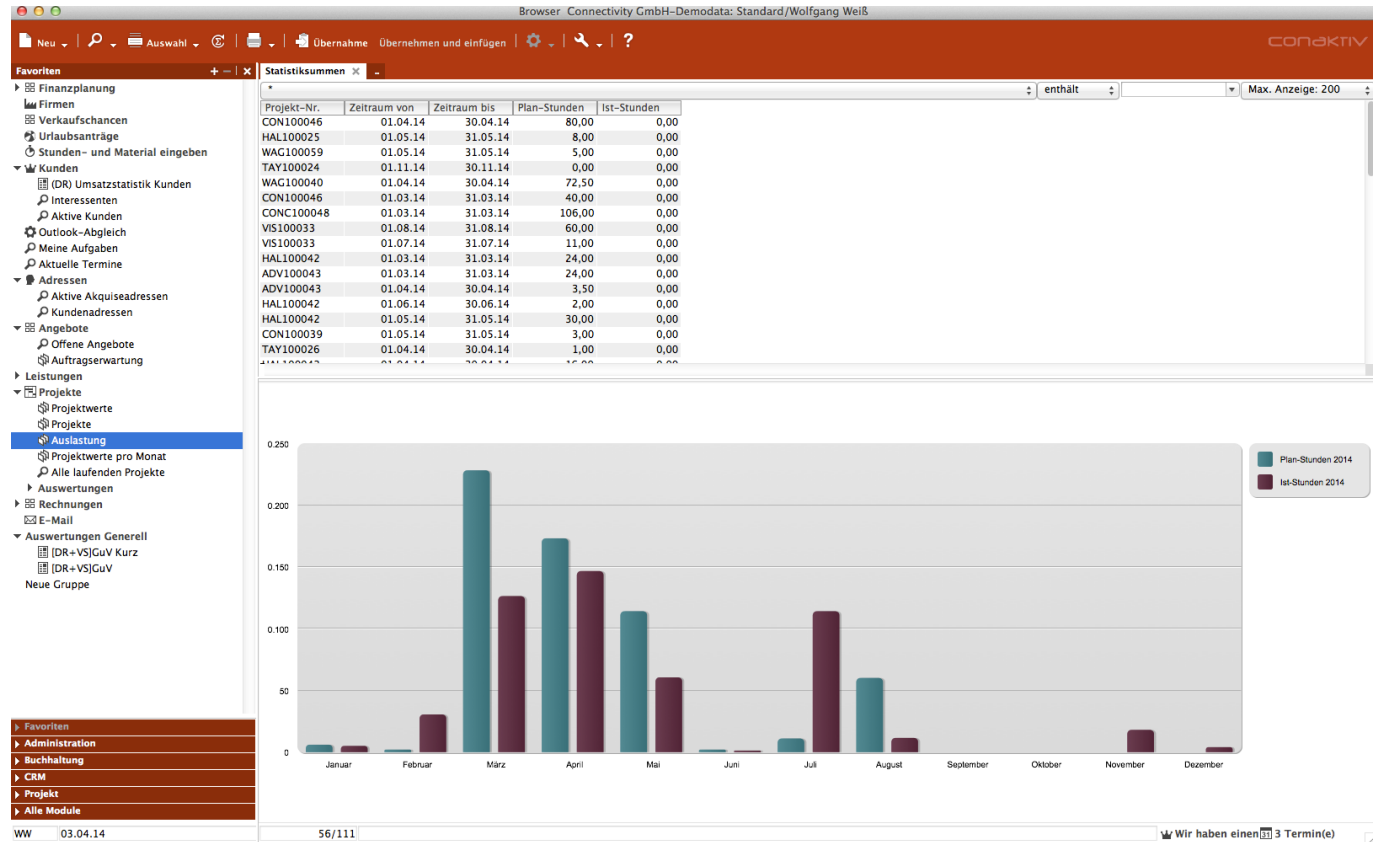 Browser Connectivity GmbH-Demodata: Standard/Wolfgang Weiß
Neu Auswahl Übernahme Übernehmen und einfügen ? conaktiv
Favoriten + − | ×
Finanzplanung
Firmen
Verkaufschancen
Urlaubsanträge
Stunden- und Material eingeben
Kunden
(DR) Umsatzstatistik Kunden
Interessenten
Aktive Kunden
Outlook-Abgleich
Meine Aufgaben
Aktuelle Termine
Adressen
Aktive Akquiseadressen
Kundenadressen
Angebote
Offene Angebote
Auftragserwartung
Leistungen
Projekte
Projektwerte
Projekte
Auslastung
Projektwerte pro Monat
Alle laufenden Projekte
Auswertungen
Rechnungen
E-Mail
Auswertungen Generell
[DR+VS]GuV Kurz
[DR+VS]GuV
Neue Gruppe
Favoriten
Administration
Buchhaltung
CRM
Projekt
Alle Module
Statistiksummen × ..
* enthält Max. Anzeige: 200
Projekt-Nr. Zeitraum von Zeitraum bis Plan-Stunden Ist-Stunden
CON100046 01.04.14 30.04.14 80,00 0,00
HAL100025 01.05.14 31.05.14 8,00 0,00
WAG100059 01.05.14 31.05.14 5,00 0,00
TAY100024 01.11.14 30.11.14 0,00 0,00
WAG100040 01.04.14 30.04.14 72,50 0,00
CON100046 01.03.14 31.03.14 40,00 0,00
CONC100048 01.03.14 31.03.14 106,00 0,00
VIS100033 01.08.14 31.08.14 60,00 0,00
VIS100033 01.07.14 31.07.14 11,00 0,00
HAL100042 01.03.14 31.03.14 24,00 0,00
ADV100043 01.03.14 31.03.14 24,00 0,00
ADV100043 01.04.14 30.04.14 3,50 0,00
HAL100042 01.06.14 30.06.14 2,00 0,00
HAL100042 01.05.14 31.05.14 30,00 0,00
CON100039 01.05.14 31.05.14 3,00 0,00
TAY100026 01.04.14 30.04.14 1,00 0,00
0.250
0.200
0.150
0.100
50
0
Januar Februar März April Mai Juni Juli August September Oktober November Dezember
Plan-Stunden 2014
Ist-Stunden 2014
WW 03.04.14 56/111 Wir haben einen 31 3 Termin(e)